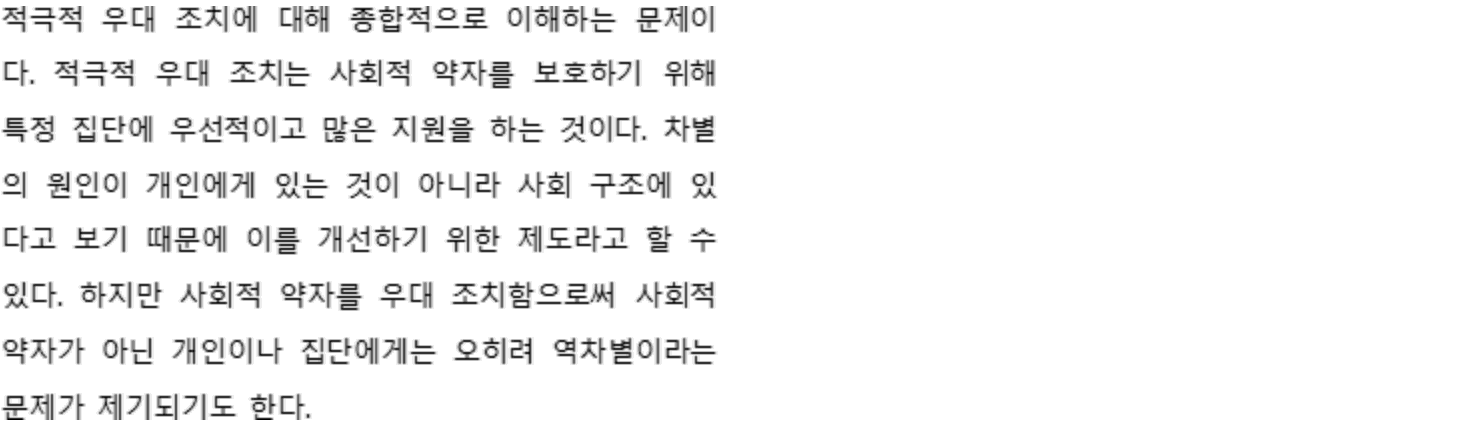 적극적 우대 조치에 대해 종합적으로 이해하는 문제이
다. 적극적 우대 조치는 사회적 약자를 보호하기 위해
특정 집단에 우선적이고 많은 지원을 하는 것이다. 차별
의 원인이 개인에게 있는 것이 아니라 사회 구조에 있
다고 보기 때문에 이를 개선하기 위한 제도라고 할 수
있다. 하지만 사회적 약자를 우대 조치함으로써 사회적
약자가 아닌 개인이나 집단에게는 오히려 역차별이라는
문제가 제기되기도 한다.